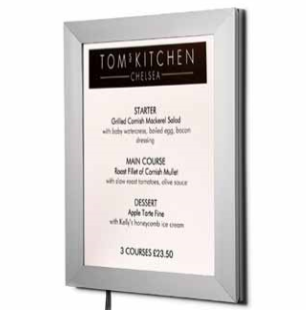 TOM'S KITCHEN
CHELSEA
STARTER
Grilled Cornish Mackerel Salad
with baby watercress, boiled egg, bacon
dressing
MAIN COURSE
Roast Fillet of Cornish Mullet
with slow roast tomatoes, olive sauce
DESSERT
Apple Tarte Fine
with Kelly's honeycomb ice cream
3 COURSES £23.50